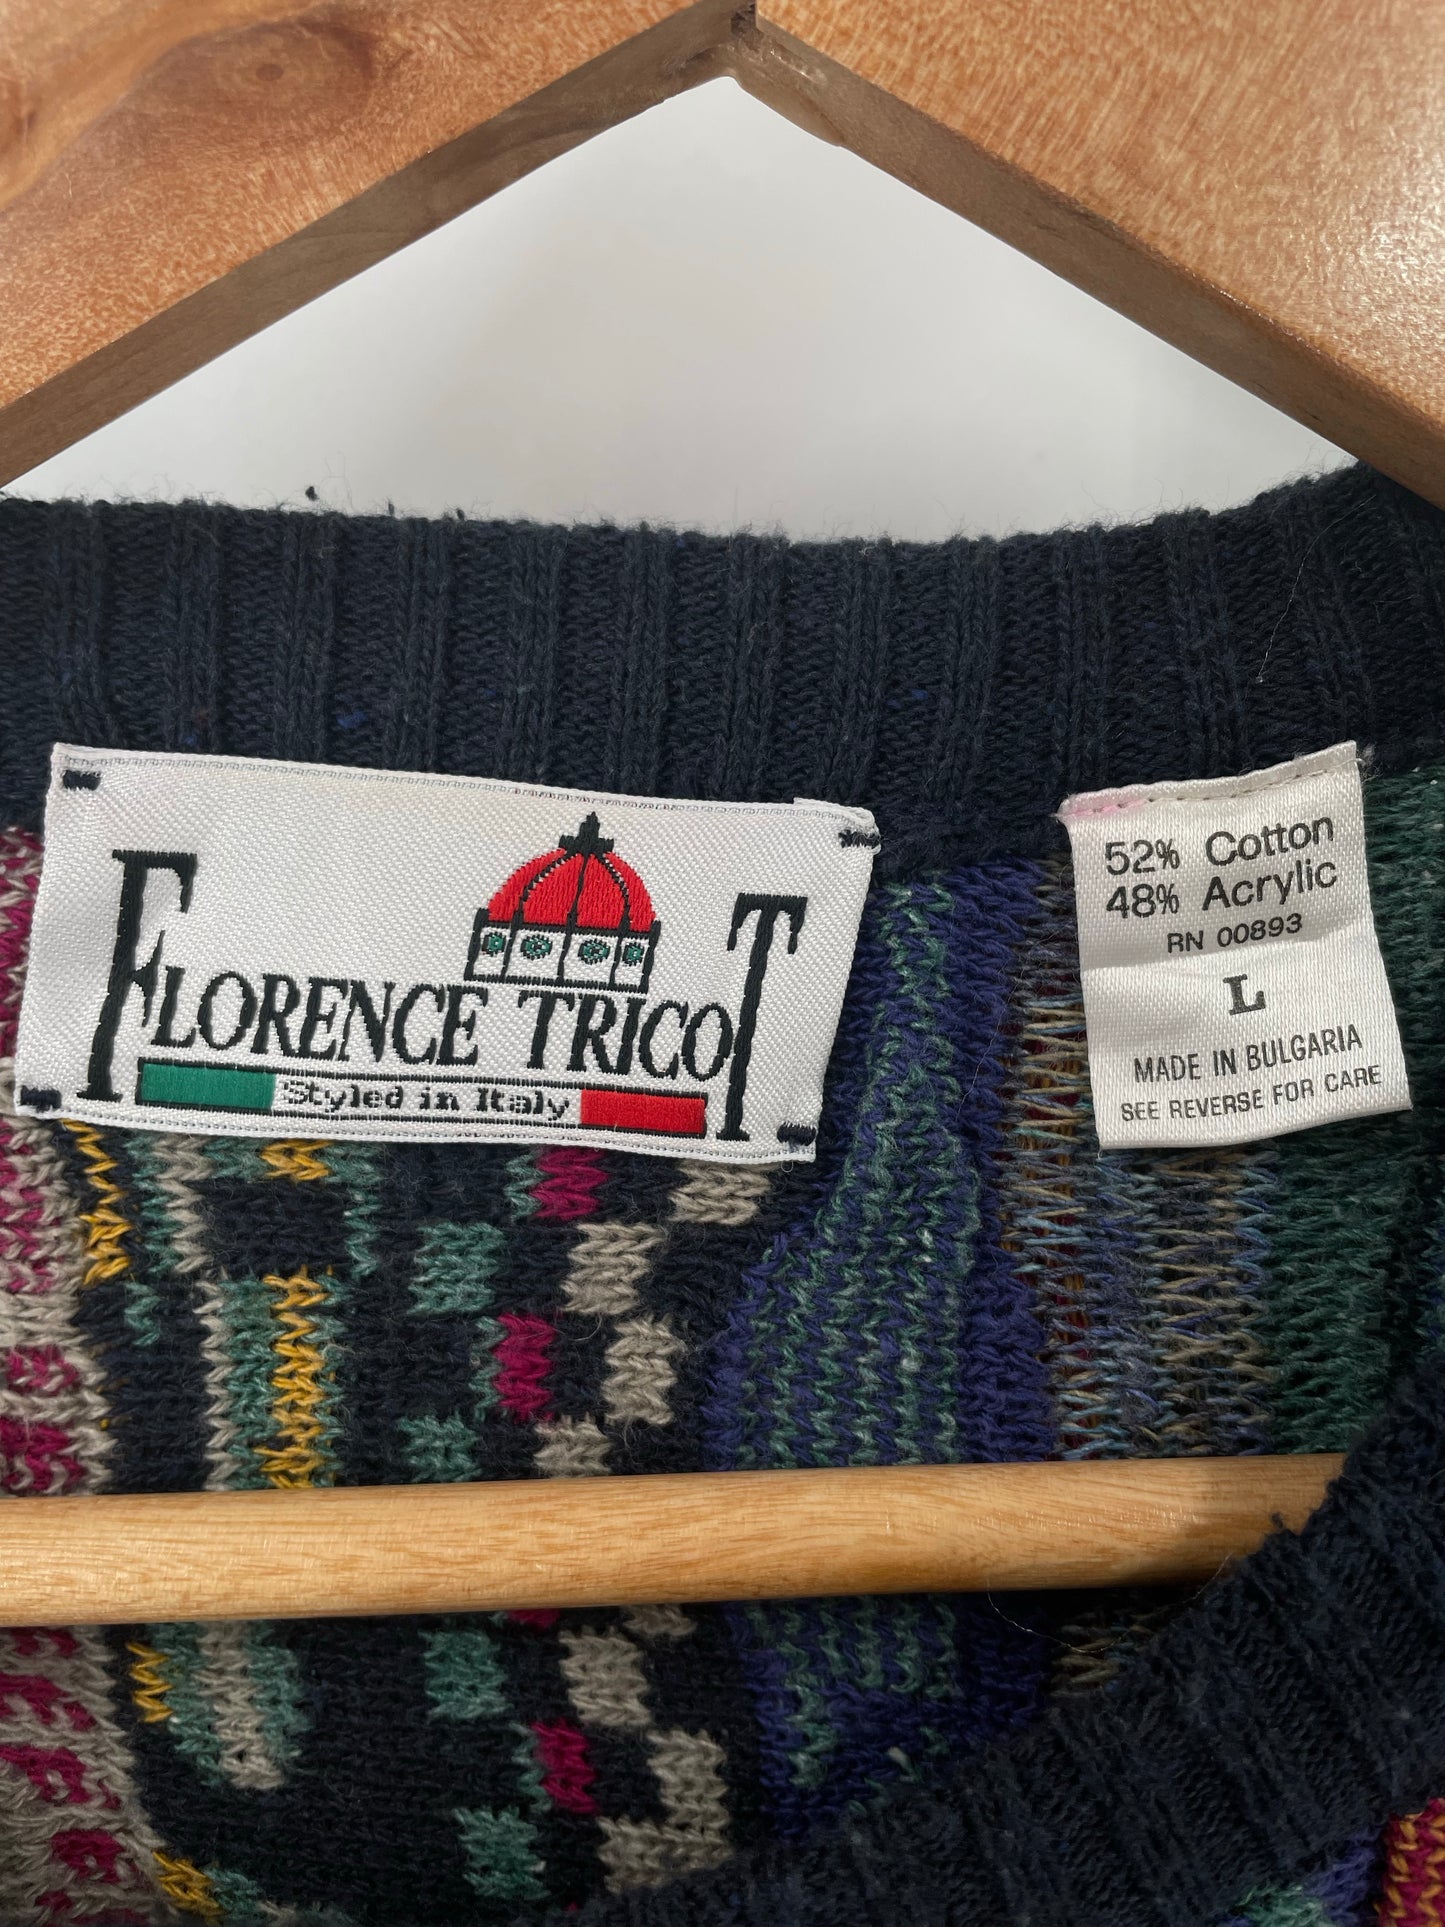 FLORENCE TRICOT
Styled in Italy
52% Cotton
48% Acrylic
RN 00893
L
MADE IN BULGARIA
SEE REVERSE FOR CARE